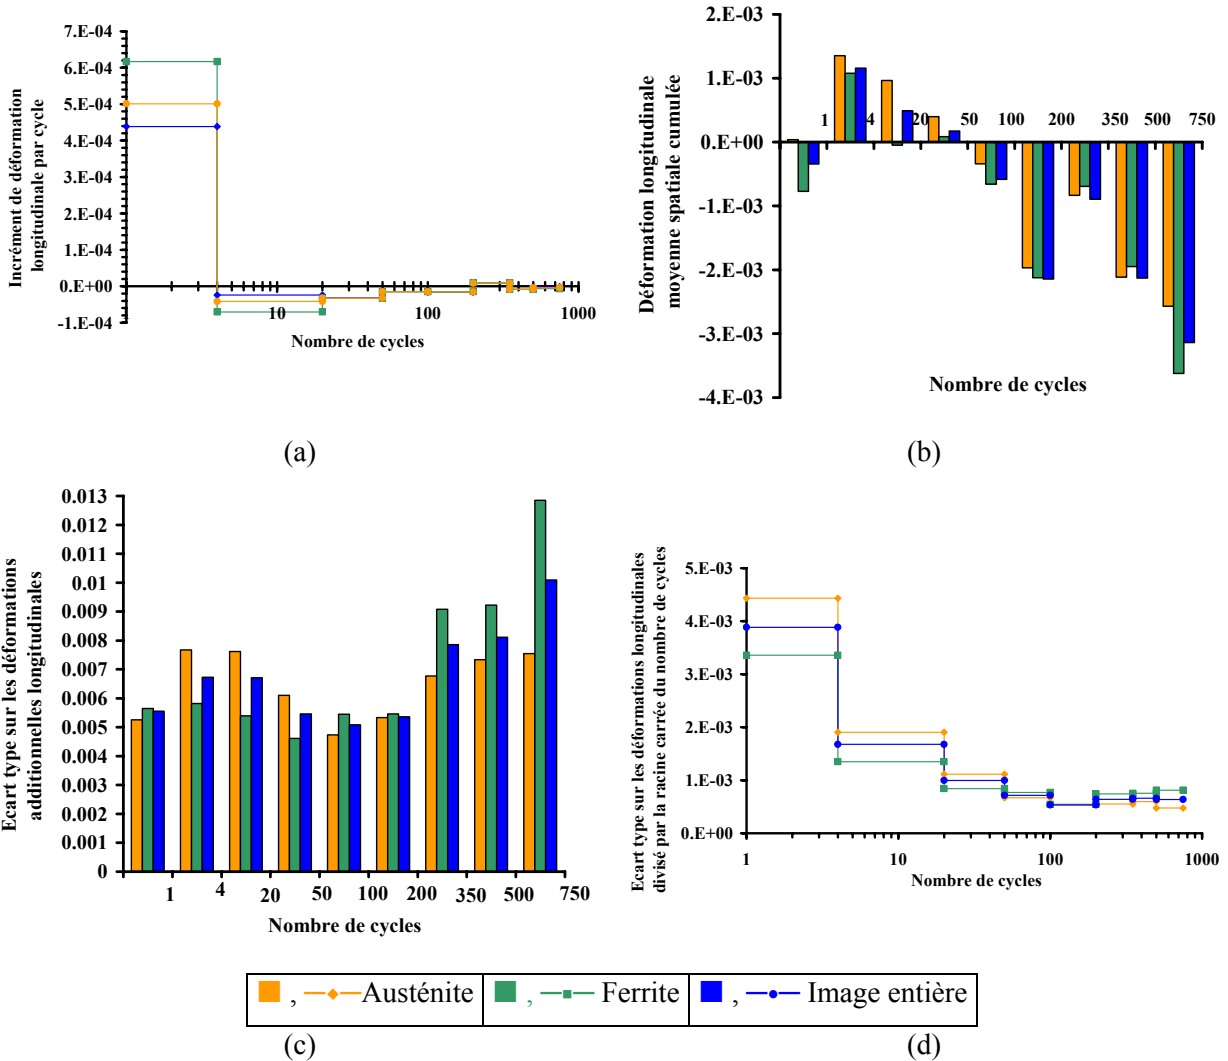 7.E-04
6.E-04
5.E-04
4.E-04
3.E-04
2.E-04
1.E-04
0.E+00
-1.E-04
10
100
1000
Incrément de déformation
longitudinale par cycle
Nombre de cycles
(a)
2.E-03
1.E-03
0.E+00
-1.E-03
-2.E-03
-3.E-03
-4.E-03
1 4 20 50 100 200 350 500 750
Déformation longitudinale
moyenne spatiale cumulée
Nombre de cycles
(b)
0.013
0.012
0.011
0.01
0.009
0.008
0.007
0.006
0.005
0.004
0.003
0.002
0.001
0
1 4 20 50 100 200 350 500 750
Ecart type sur les déformations
additionnelles longitudinales
Nombre de cycles
5.E-03
4.E-03
3.E-03
2.E-03
1.E-03
0.E+00
1 10 100 1000
Ecart type sur les déformations longitudinales
divisé par la racine carrée du nombre de cycles
Nombre de cycles
, Austénite , Ferrite , Image entière
(c)
(d)